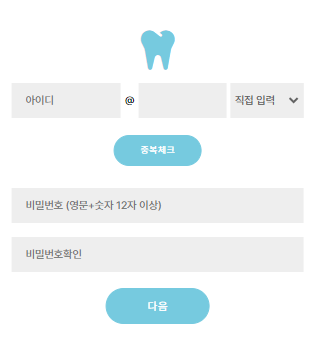 아이디 @ 직접 입력
중복체크
비밀번호 (영문+숫자 12자 이상)
비밀번호확인
다음